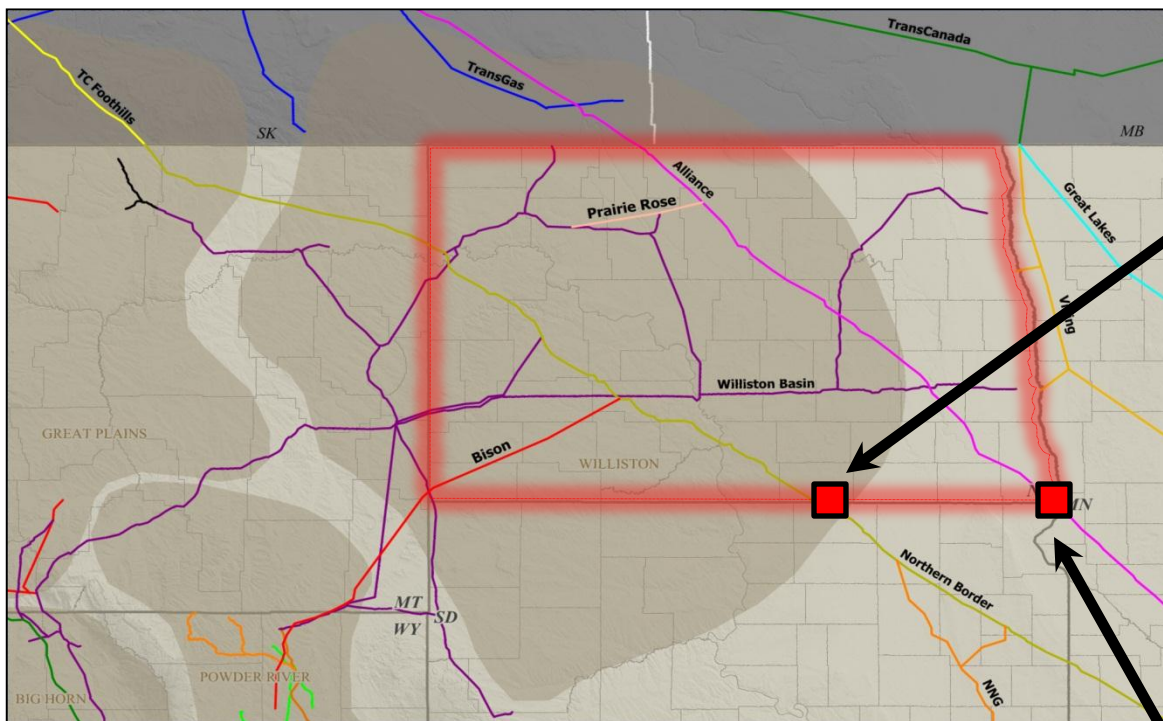 TransCanada
TC Foothills
TransGas
SK
MB
Alliance
Great Lakes
Prairie Rose
Viking
Williston Basin
GREAT PLAINS
Bison
WILLISTON
MN
Northern Border
MT
SD
WY
POWDER RIVER
NNG
BIG HORN